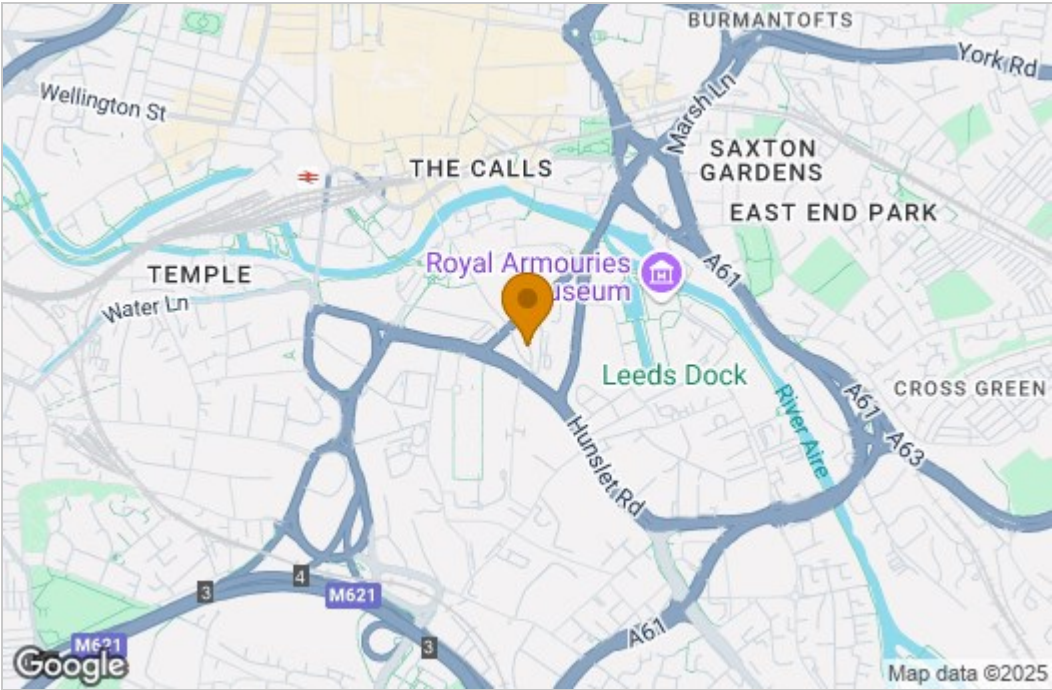 BURMANTOFTS
York Rd
Wellington St
Marsh Ln
SAXTON
GARDENS
THE CALLS
EAST END PARK
Royal Armouries
useum
A61
TEMPLE
Water Ln
Leeds Dock
CROSS GREEN
River Aire
A61
A63
Hunslet Rd
4
3
M621
A61
M621
3
Google
Map data ©2025